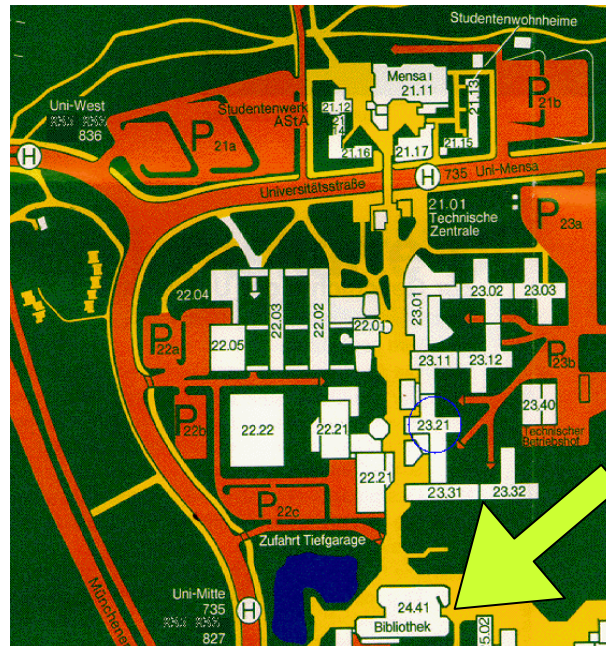 Studentenwohnheime
Mensa I
21.11
21.13
P 21b
Uni-West
836
P 21a
Studentenwerk
AStA
21.12
21.16
21.17
21.15
H
H 735 Uni-Mensa
Universitätsstraße
21.01
Technische
Zentrale
P 23a
22.04
22.03
22.02
22.01
23.01
23.02
23.03
22.05
P 22a
23.11
23.12
P 23b
P 22b
22.22
22.21
23.21
23.40
Technischer
Betriebshof
22.21
P 22c
23.31
23.32
Zufahrt Tiefgarage
Uni-Mitte
735
827
H
Münchener
24.41
Bibliothek
5.02